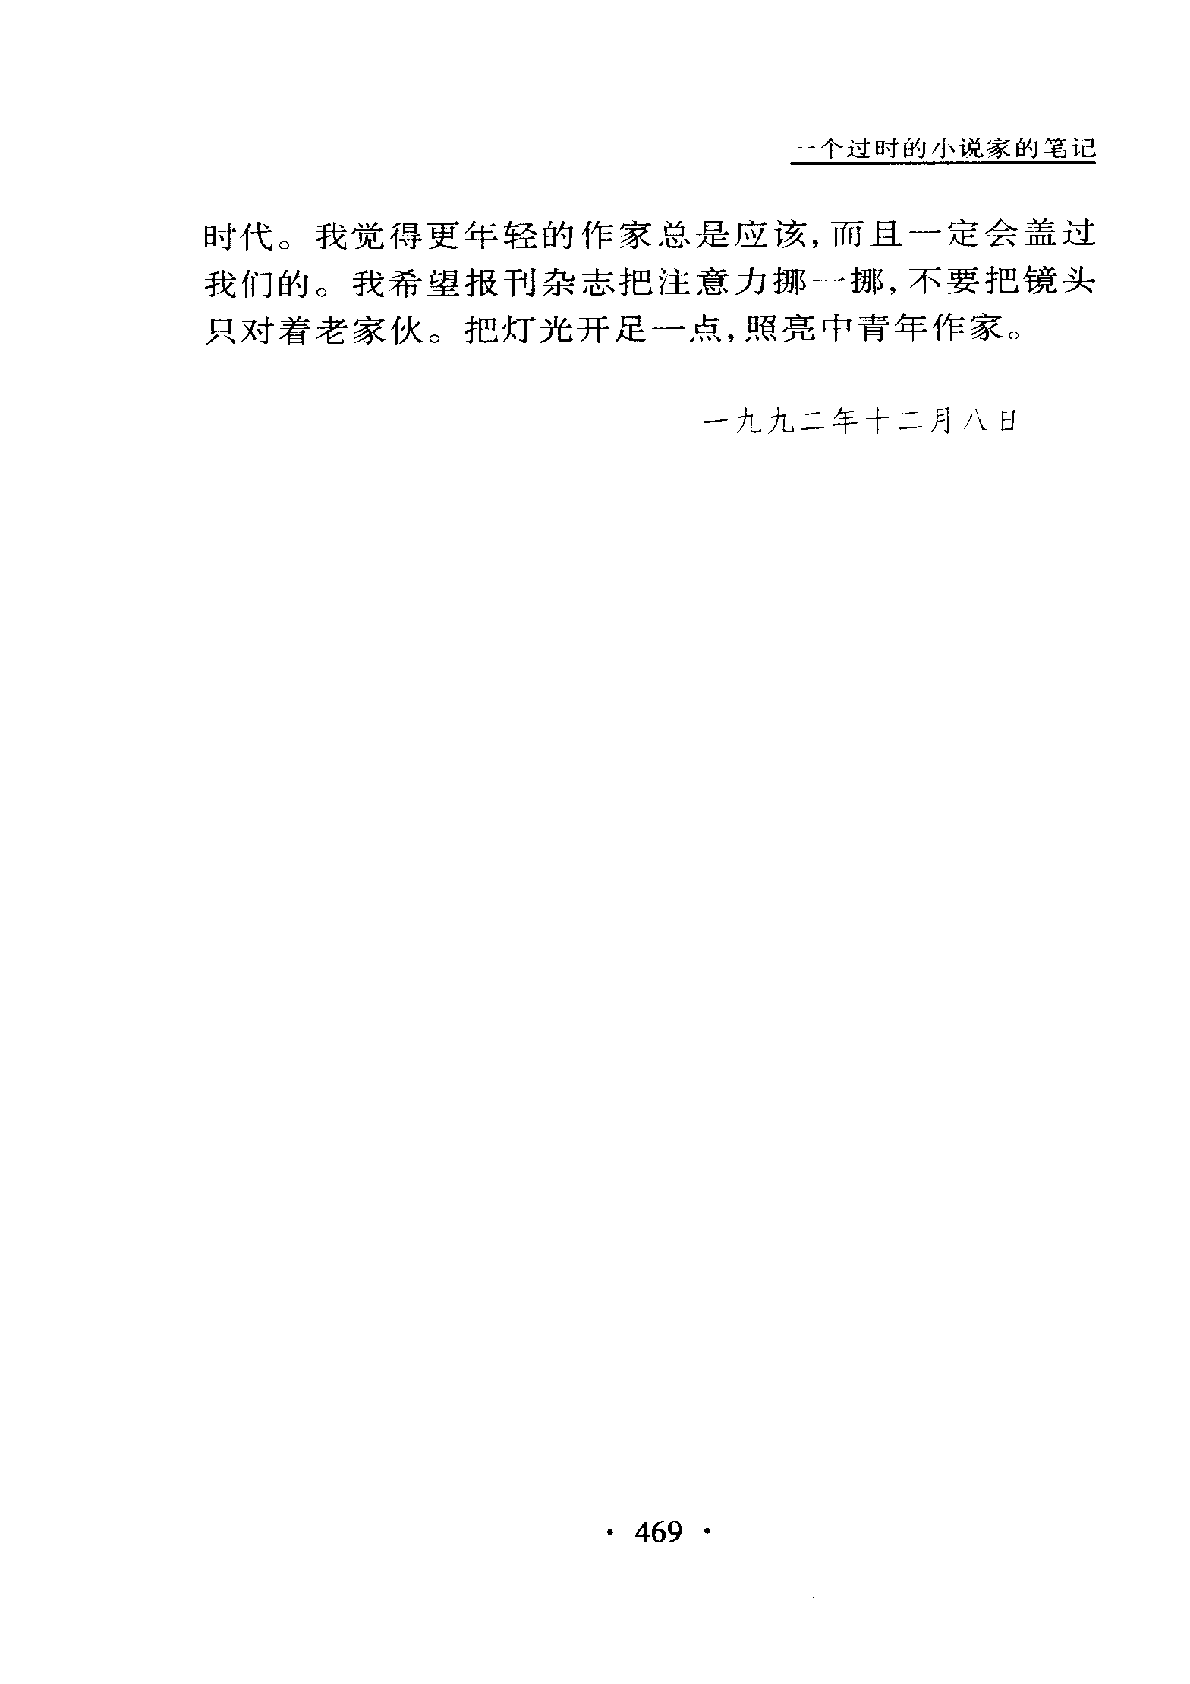 一个过时的小说家的笔记
时代。我觉得更年轻的作家总是应该,而且一定会盖过
我们的。我希望报刊杂志把注意力挪一挪,不要把镜头
只对着老家伙。把灯光开足一点,照亮中青年作家。
一九九二年十二月八日
· 469 ·